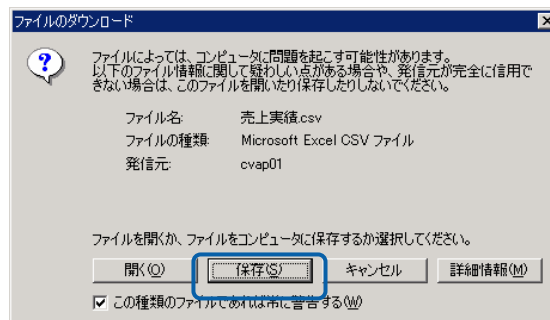 ファイルのダウンロード
ファイルによっては、コンピュータに問題を起こす可能性があります。
以下のファイル情報に関して疑わしい点がある場合や、発信元が完全に信用で
きない場合は、このファイルを開いたり保存したりしないでください。
ファイル名: 売上実績.csv
ファイルの種類: Microsoft Excel CSV ファイル
発信元: cvap01
ファイルを開くか、ファイルをコンピュータに保存するか選択してください。
開く(O) 保存(S) キャンセル 詳細情報(M)
この種類のファイルであれば常に警告する(W)